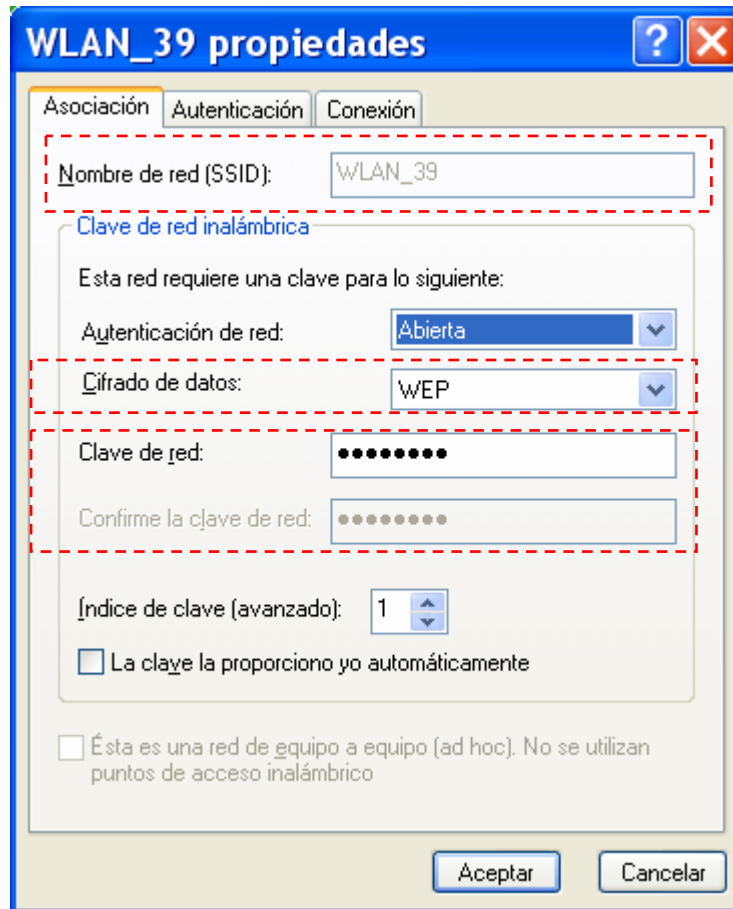 WLAN_39 propiedades
Asociación Autenticación Conexión
Nombre de red (SSID): WLAN_39
Clave de red inalámbrica
Esta red requiere una clave para lo siguiente:
Autenticación de red: Abierta
Cifrado de datos: WEP
Clave de red: ••••••••
Confirme la clave de red: ••••••••
Índice de clave (avanzado): 1
La clave la proporciono yo automáticamente
Ésta es una red de equipo a equipo (ad hoc). No se utilizan
puntos de acceso inalámbrico
Aceptar Cancelar